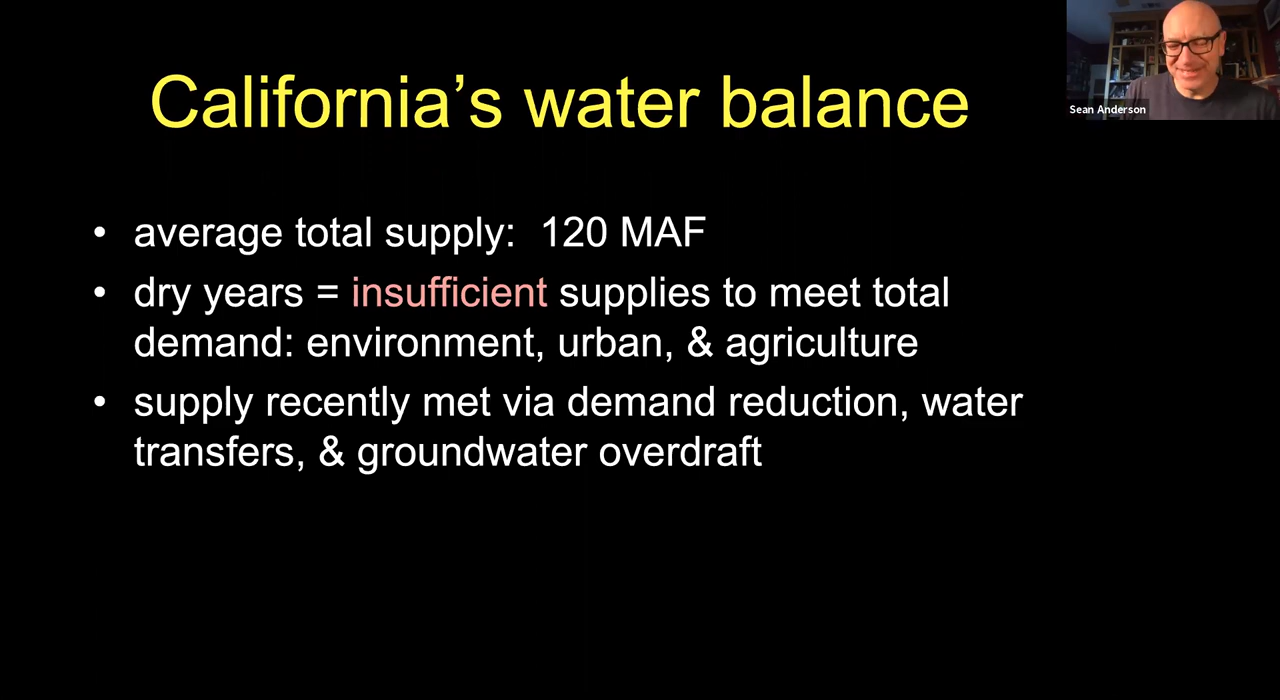 California's water balance
Sean Anderson
• average total supply:  120 MAF
• dry years = insufficient supplies to meet total
demand: environment, urban, & agriculture
• supply recently met via demand reduction, water
transfers, & groundwater overdraft